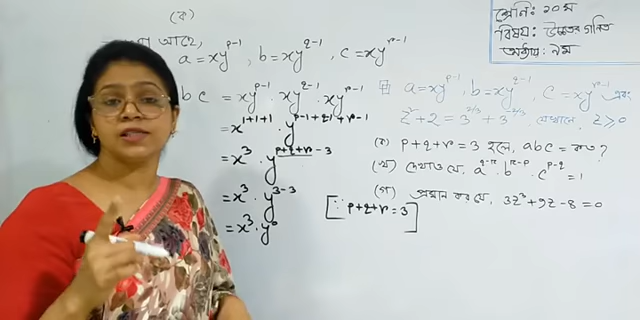 (ক)
আছে,
a = xy^{p-1}, b = xy^{q-1}, c = xy^{r-1}
bc = xy^{p-1} . xy^{q-1} . xy^{r-1}
= x^{1+1+1} . y^{p-1+q-1+r-1}
= x^3 . y^{p+q+r-3}
= x^3 . y^{3-3} [∵ p+q+r = 3]
= x^3 . y^0
শ্রেণি: ১০ম
বিষয়: উচ্চতর গণিত
অধ্যায়: ৯ম
a = xy^{p-1}, b = xy^{q-1}, c = xy^{r-1} এবং
z^2 + 2 = 3^{2/3} + 3^{-2/3} যেখানে, z ≥ 0
(ক) p+q+r = 3 হলে, abc = কত?
(খ) দেখাও যে, a^{q-r} . b^{r-p} . c^{p-q} = 1
(গ) প্রমাণ কর যে, 3z^3 + 9z - 8 = 0